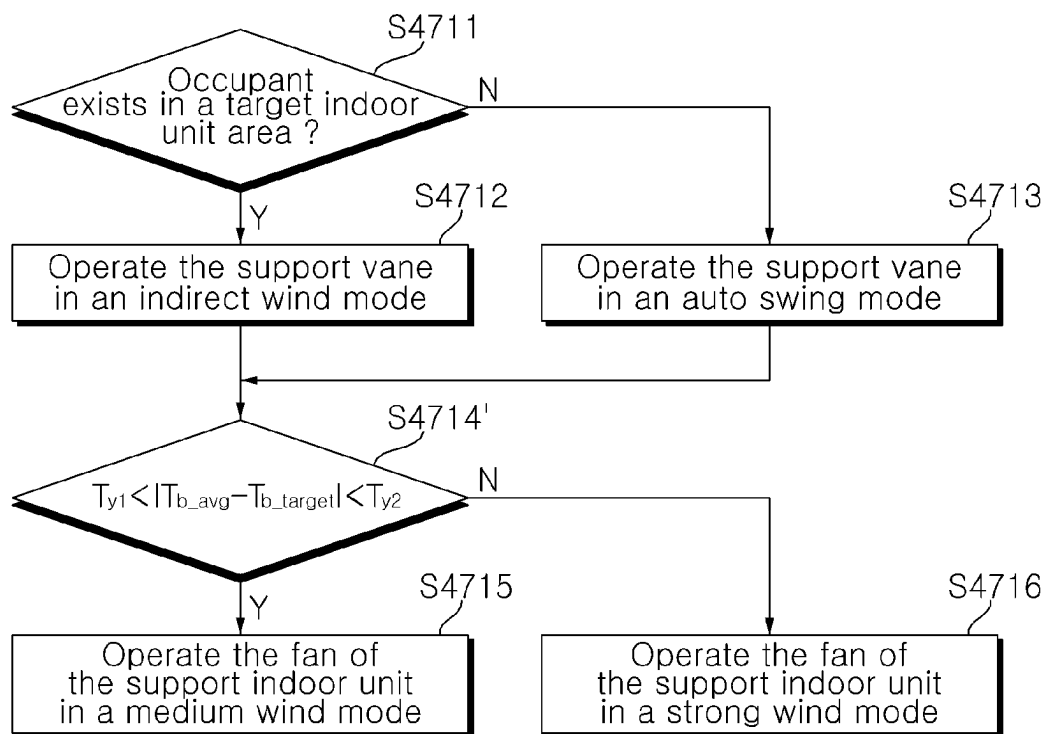 S4711
Occupant
exists in a target indoor
unit area ?
N
Y
S4712
S4713
Operate the support vane
in an indirect wind mode
Operate the support vane
in an auto swing mode
S4714'
Ty1<|Tb_avg-Tb_target|<Ty2
N
Y
S4715
S4716
Operate the fan of
the support indoor unit
in a medium wind mode
Operate the fan of
the support indoor unit
in a strong wind mode